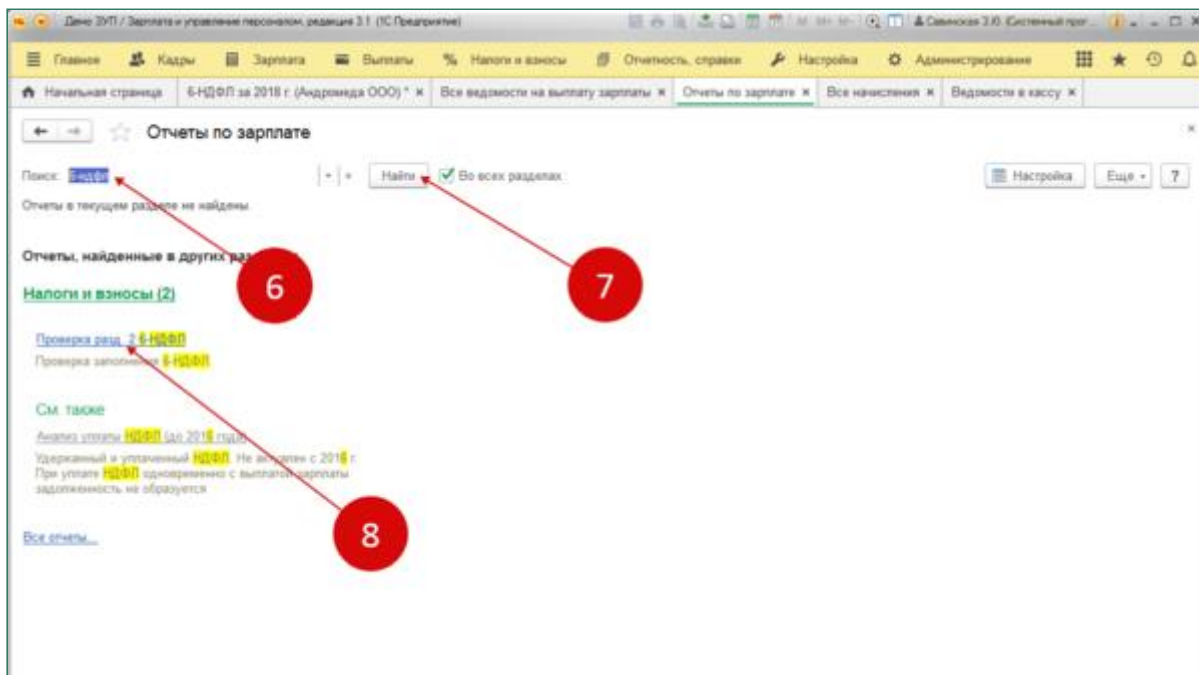 Демо ЗУП / Зарплата и управление персоналом, редакция 3.1 (1С:Предприятие)
M M+ M-
Савинская З.Ю. (Системный прог...
Главное Кадры Зарплата Выплаты Налоги и взносы Отчетность, справки Настройка Администрирование
Начальная страница 6-НДФЛ за 2018 г. (Андромеда ООО) * × Все ведомости на выплату зарплаты × Отчеты по зарплате × Все начисления × Ведомости в кассу ×
Отчеты по зарплате
Поиск: 6-ндфл Найти Во всех разделах Настройка Еще ?
Отчеты в текущем разделе не найдены.
Отчеты, найденные в других
6 7
Налоги и взносы (2)
Проверка разд. 2 6-НДФЛ
Проверка заполнения 6-НДФЛ
См. также
Анализ уплаты НДФЛ (до 2016 года)
Удержанный и уплаченный НДФЛ. Не актуален с 2016 г.
При уплате НДФЛ одновременно с выплатой зарплаты
задолженность не образуется
8
Все отчеты...